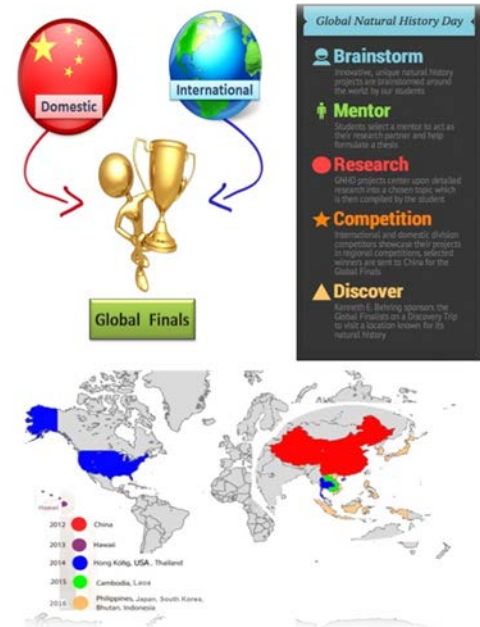 Domestic
International
Global Finals
Global Natural History Day
Brainstorm
Innovative, unique natural history
projects are brainstormed around
the world by our students
Mentor
Students select a mentor to act as
their research partner and help
formulate a thesis
Research
GNHD projects center upon detailed
research into a chosen topic which
is then compiled by the student
Competition
International and domestic division
competitors showcase their projects
in regional competitions, selected
winners are sent to China for the
Global Finals
Discover
Kenneth E. Behring sponsors the
Global Finalists on a Discovery Trip
to visit a location known for its
natural history
Hawaii
2012 China
2013 Hawaii
2014 Hong Kong, USA., Thailand
2015 Cambodia, Laos
2016 Philippines, Japan, South Korea,
Bhutan, Indonesia